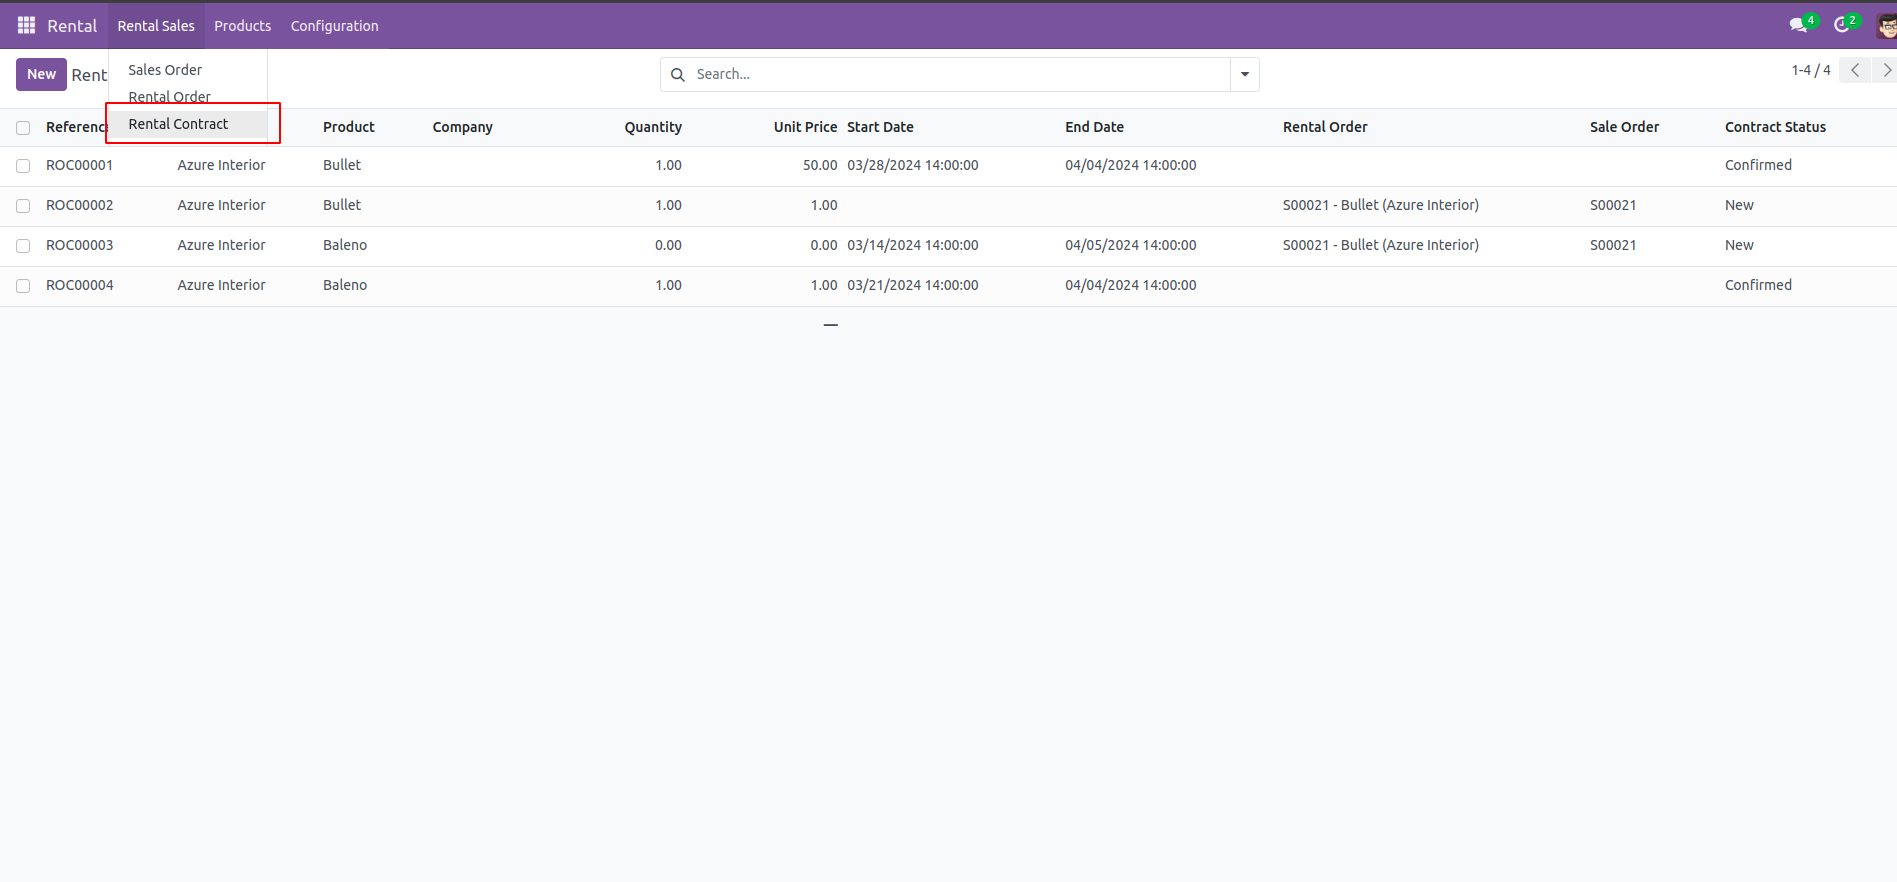 Rental Rental Sales Products Configuration 4 2
New Rent Search... 1-4 / 4
Sales Order
Rental Order
Rental Contract
Referenc Product Company Quantity Unit Price Start Date End Date Rental Order Sale Order Contract Status
ROC00001 Azure Interior Bullet 1.00 50.00 03/28/2024 14:00:00 04/04/2024 14:00:00 Confirmed
ROC00002 Azure Interior Bullet 1.00 1.00 S00021 - Bullet (Azure Interior) S00021 New
ROC00003 Azure Interior Baleno 0.00 0.00 03/14/2024 14:00:00 04/05/2024 14:00:00 S00021 - Bullet (Azure Interior) S00021 New
ROC00004 Azure Interior Baleno 1.00 1.00 03/21/2024 14:00:00 04/04/2024 14:00:00 Confirmed
—